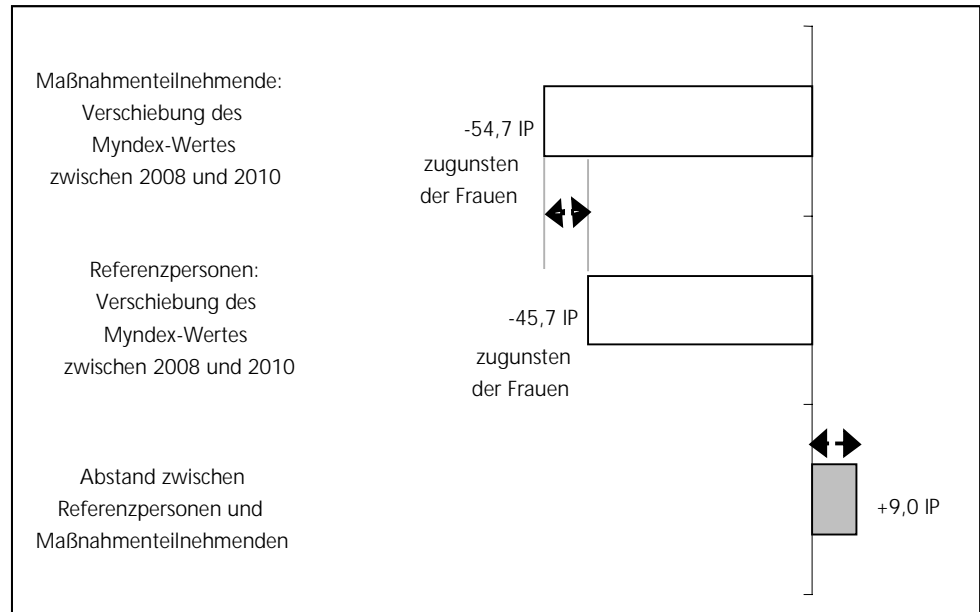 Maßnahmenteilnehmende:
Verschiebung des
Myndex-Wertes
zwischen 2008 und 2010
-54,7 IP
zugunsten
der Frauen
Referenzpersonen:
Verschiebung des
Myndex-Wertes
zwischen 2008 und 2010
-45,7 IP
zugunsten
der Frauen
Abstand zwischen
Referenzpersonen und
Maßnahmenteilnehmenden
+9,0 IP